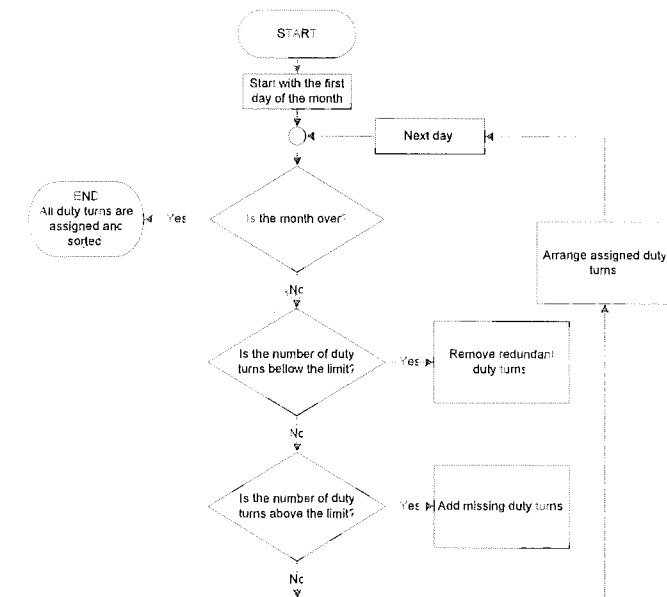 START
Start with the first
day of the month
Next day
Is the month over?
Yes
END
All duty turns are
assigned and
sorted
Arrange assigned duty
turns
No
Is the number of duty
turns bellow the limit?
Yes
Remove redundant
duty turns
No
Is the number of duty
turns above the limit?
Yes
Add missing duty turns
No